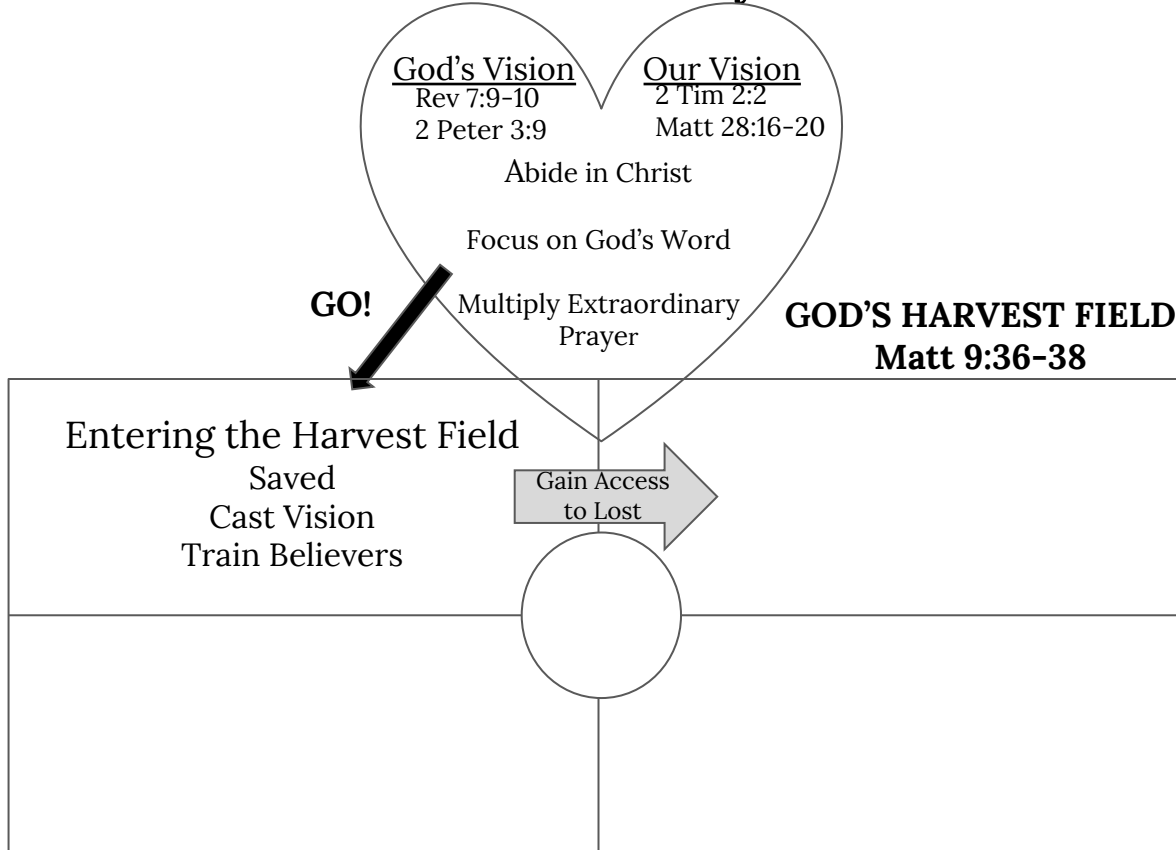 God’s Vision
Rev 7:9-10
2 Peter 3:9
Our Vision
2 Tim 2:2
Matt 28:16-20
Abide in Christ
Focus on God’s Word
GO!
Multiply Extraordinary
Prayer
GOD’S HARVEST FIELD
Matt 9:36-38
Entering the Harvest Field
Saved
Cast Vision
Train Believers
Gain Access
to Lost